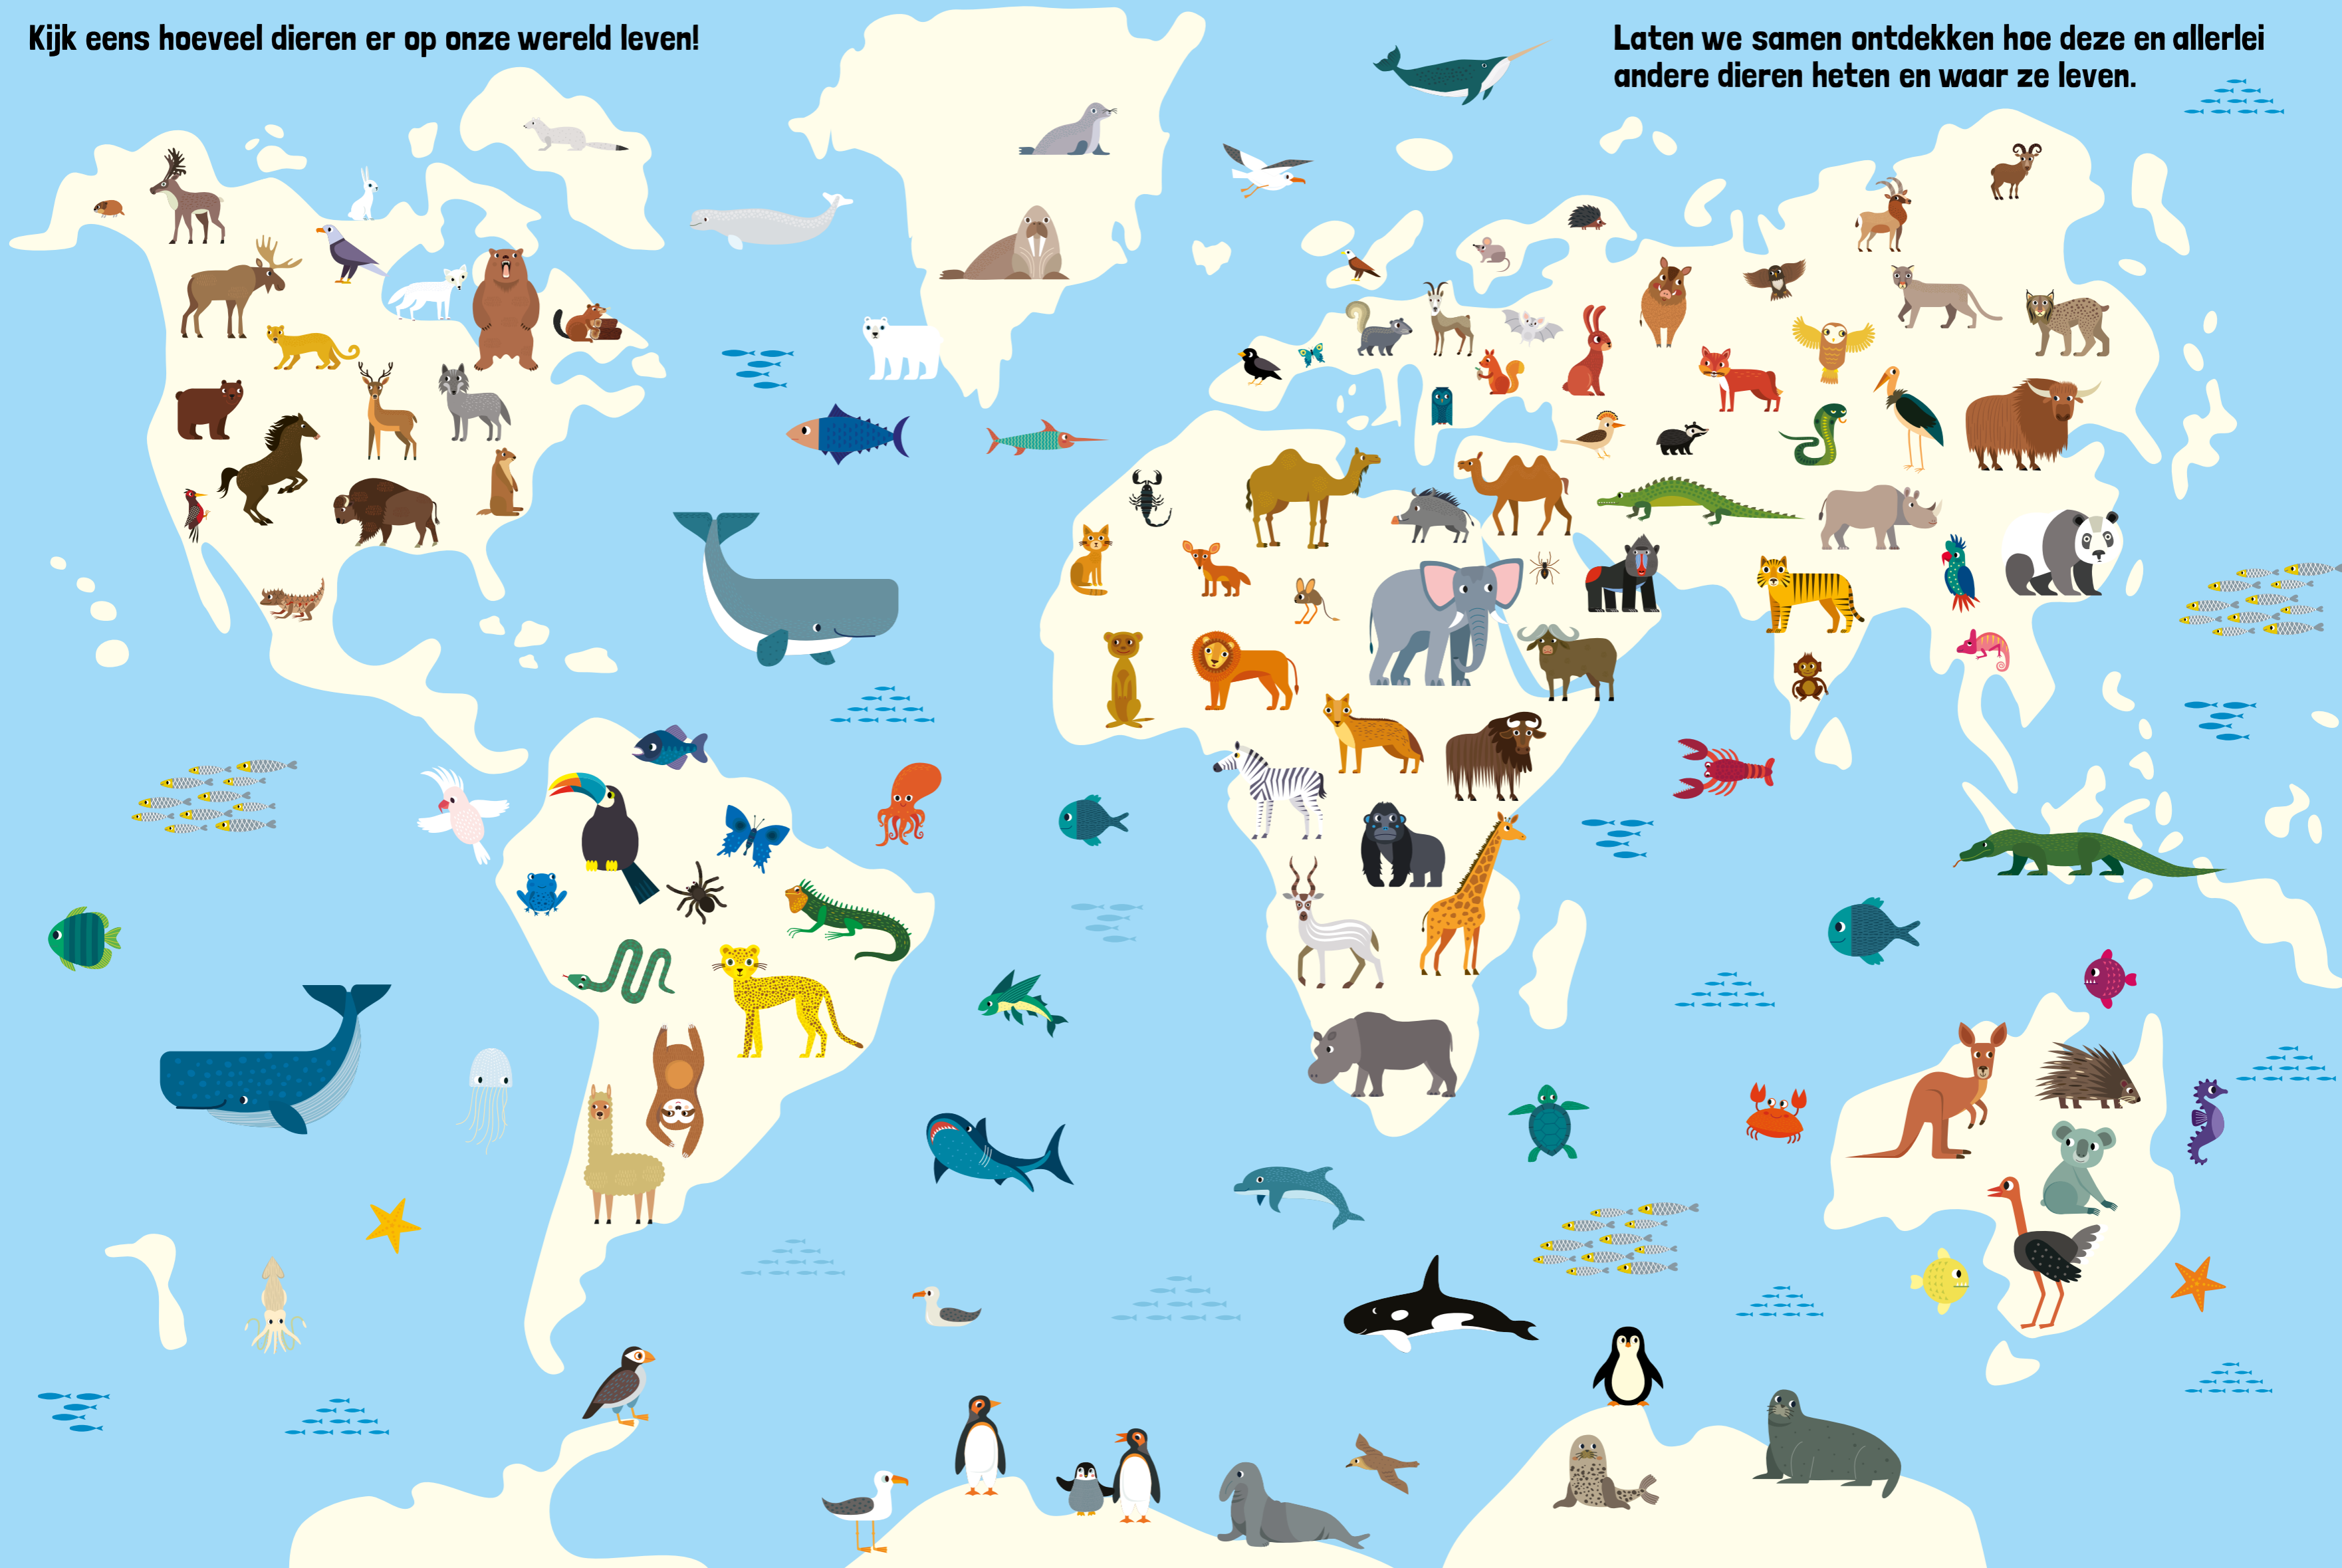 Kijk eens hoeveel dieren er op onze wereld leven!
Laten we samen ontdekken hoe deze en allerlei
andere dieren heten en waar ze leven.